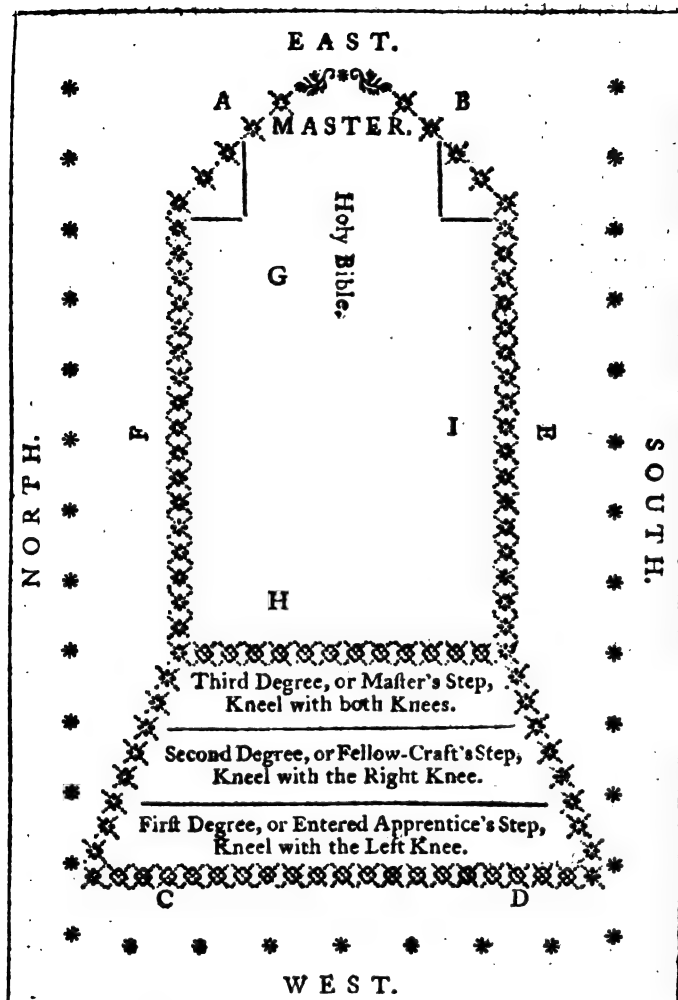 EAST.
A
B
MASTER.
Holy Bible.
G
F
I
E
NORTH.
SOUTH.
H
Third Degree, or Maſter's Step,
Kneel with both Knees.
Second Degree, or Fellow-Craft's Step,
Kneel with the Right Knee.
Firſt Degree, or Entered Apprentice's Step,
Kneel with the Left Knee.
C
D
WEST.